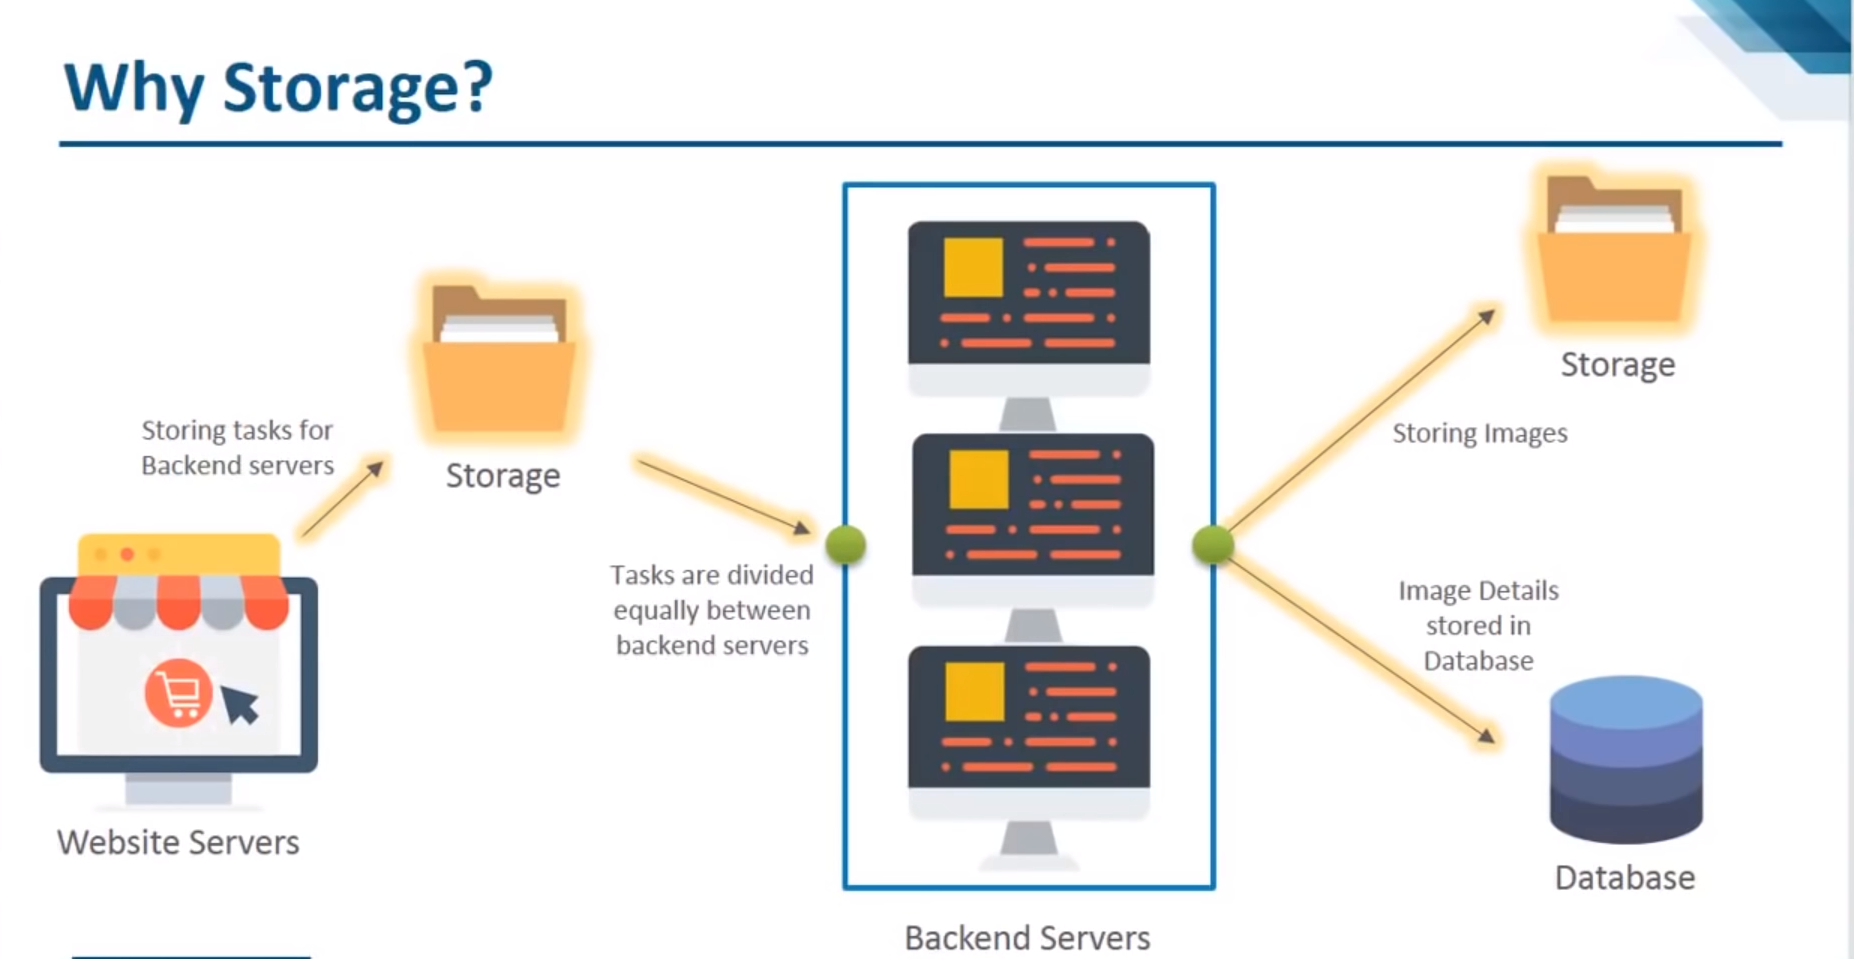 Why Storage?
Storing tasks for
Backend servers
Storage
Website Servers
Tasks are divided
equally between
backend servers
Backend Servers
Storing Images
Storage
Image Details
stored in
Database
Database